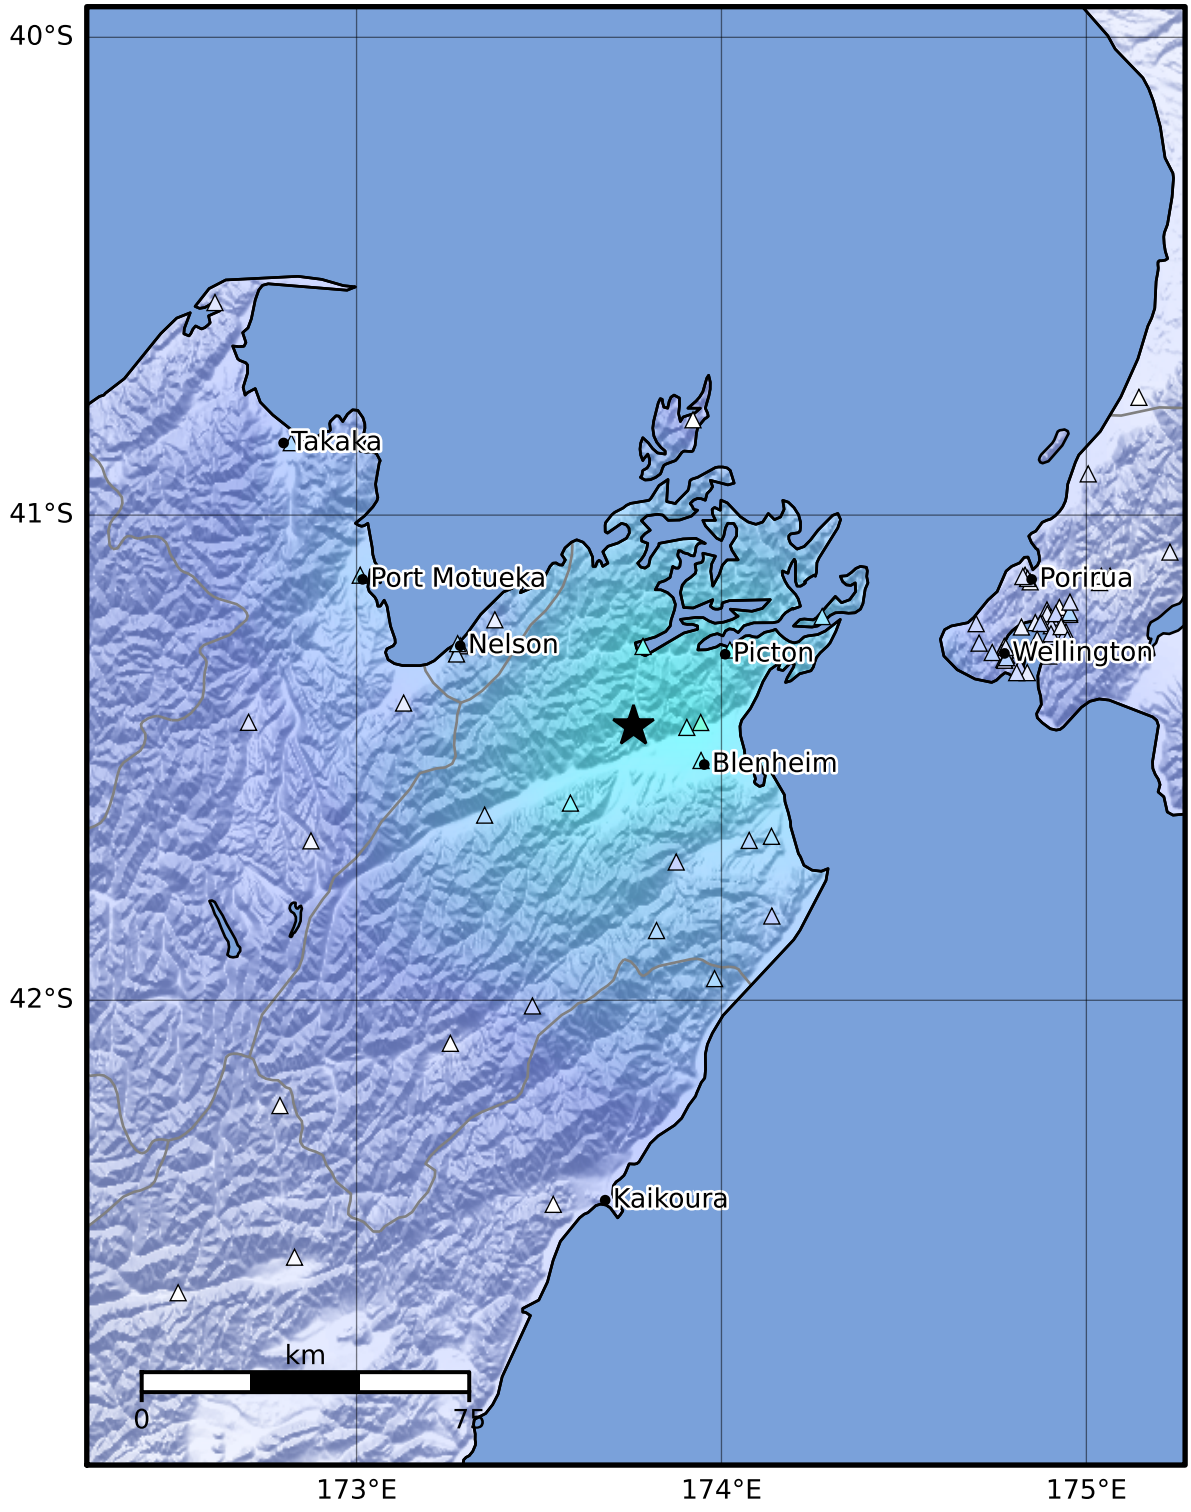 40°S
Takaka
41°S
Port Motueka
Porirua
Nelson
Picton
Wellington
Blenheim
42°S
Kaikoura
km
0
75
173°E
174°E
175°E